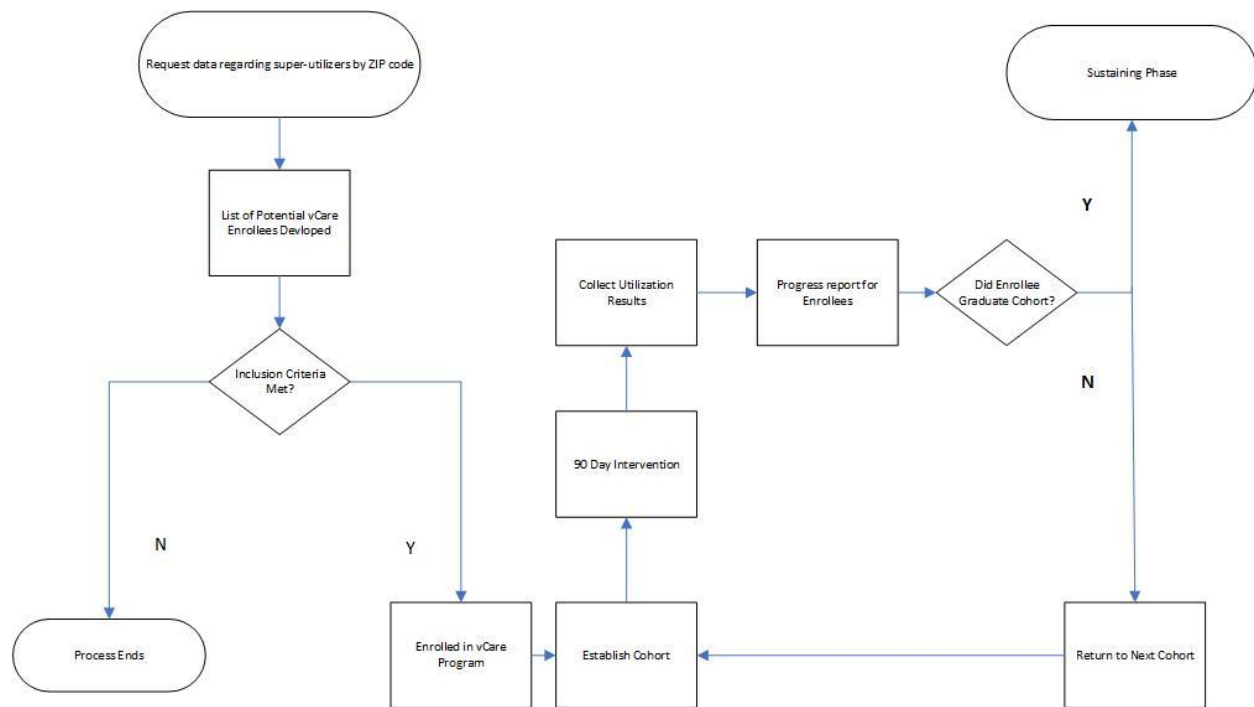 Request data regarding super-utilizers by ZIP code
List of Potential vCare
Enrollees Devloped
Inclusion Criteria
Met?
N
Y
Process Ends
Enrolled in vCare
Program
Establish Cohort
90 Day Intervention
Collect Utilization
Results
Progress report for
Enrollees
Did Enrollee
Graduate Cohort?
Y
N
Sustaining Phase
Return to Next Cohort